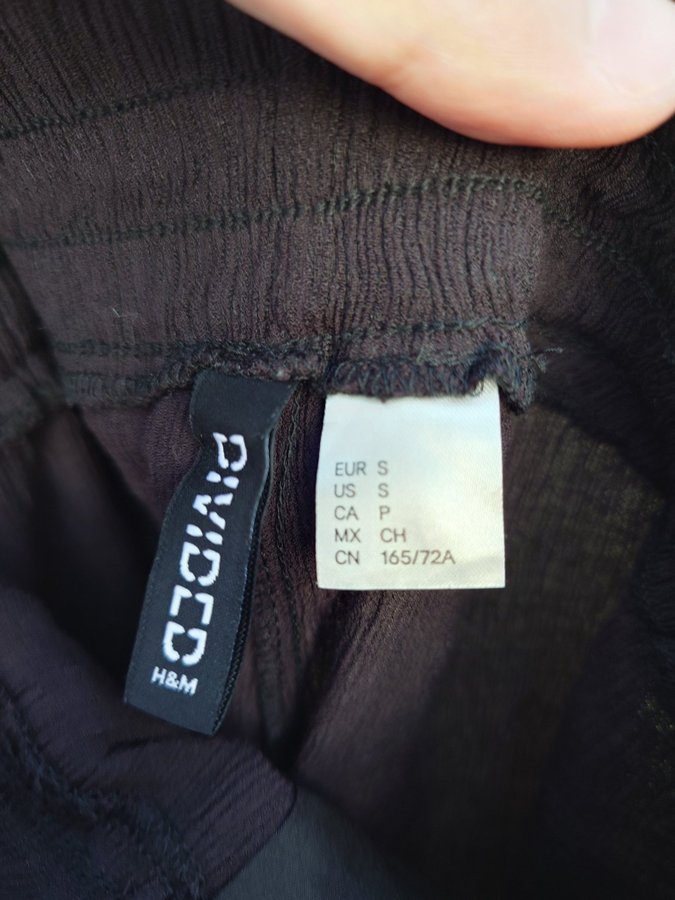 DIVIDED
H&M
EUR S
US S
CA P
MX CH
CN 165/72A